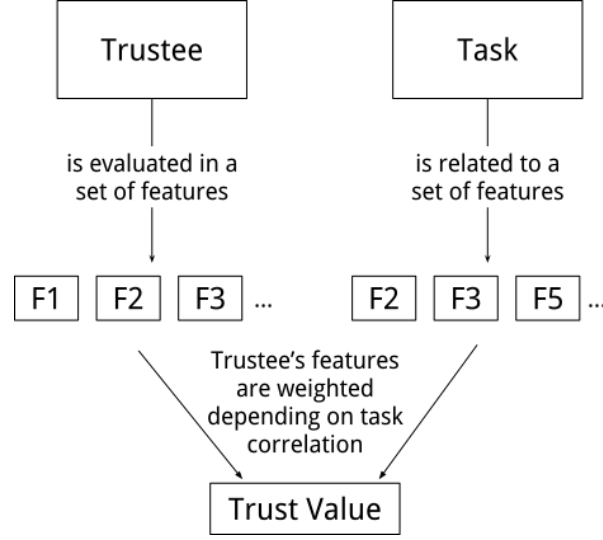 Trustee
Task
is evaluated in a
set of features
is related to a
set of features
F1 F2 F3 ...
F2 F3 F5 ...
Trustee’s features
are weighted
depending on task
correlation
Trust Value